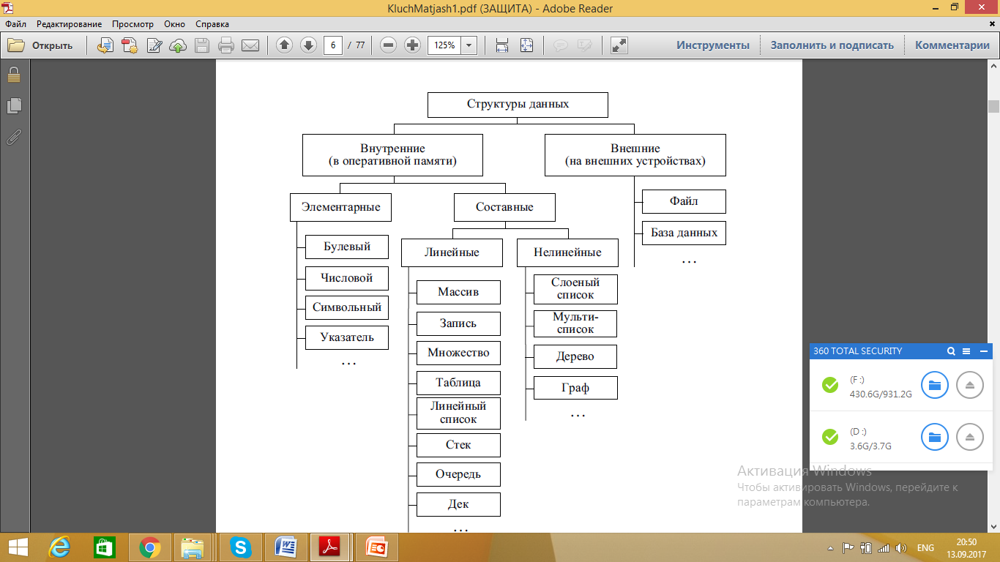 KluchMatjash1.pdf (ЗАЩИТА) - Adobe Reader
Файл Редактирование Просмотр Окно Справка
Открыть 6 / 77 125% Инструменты Заполнить и подписать Комментарии
Структуры данных
Внутренние
(в оперативной памяти)
Внешние
(на внешних устройствах)
Элементарные
Составные
Файл
База данных
...
Булевый
Числовой
Символьный
Указатель
...
Линейные
Нелинейные
Массив
Запись
Множество
Таблица
Линейный
список
Стек
Очередь
Дек
...
Слоеный
список
Мульти-
список
Дерево
Граф
...
360 TOTAL SECURITY
(F :)
430.6G/931.2G
(D :)
3.6G/3.7G
Активация Windows
Чтобы активировать Windows, перейдите к
параметрам компьютера.
ENG
20:50
13.09.2017